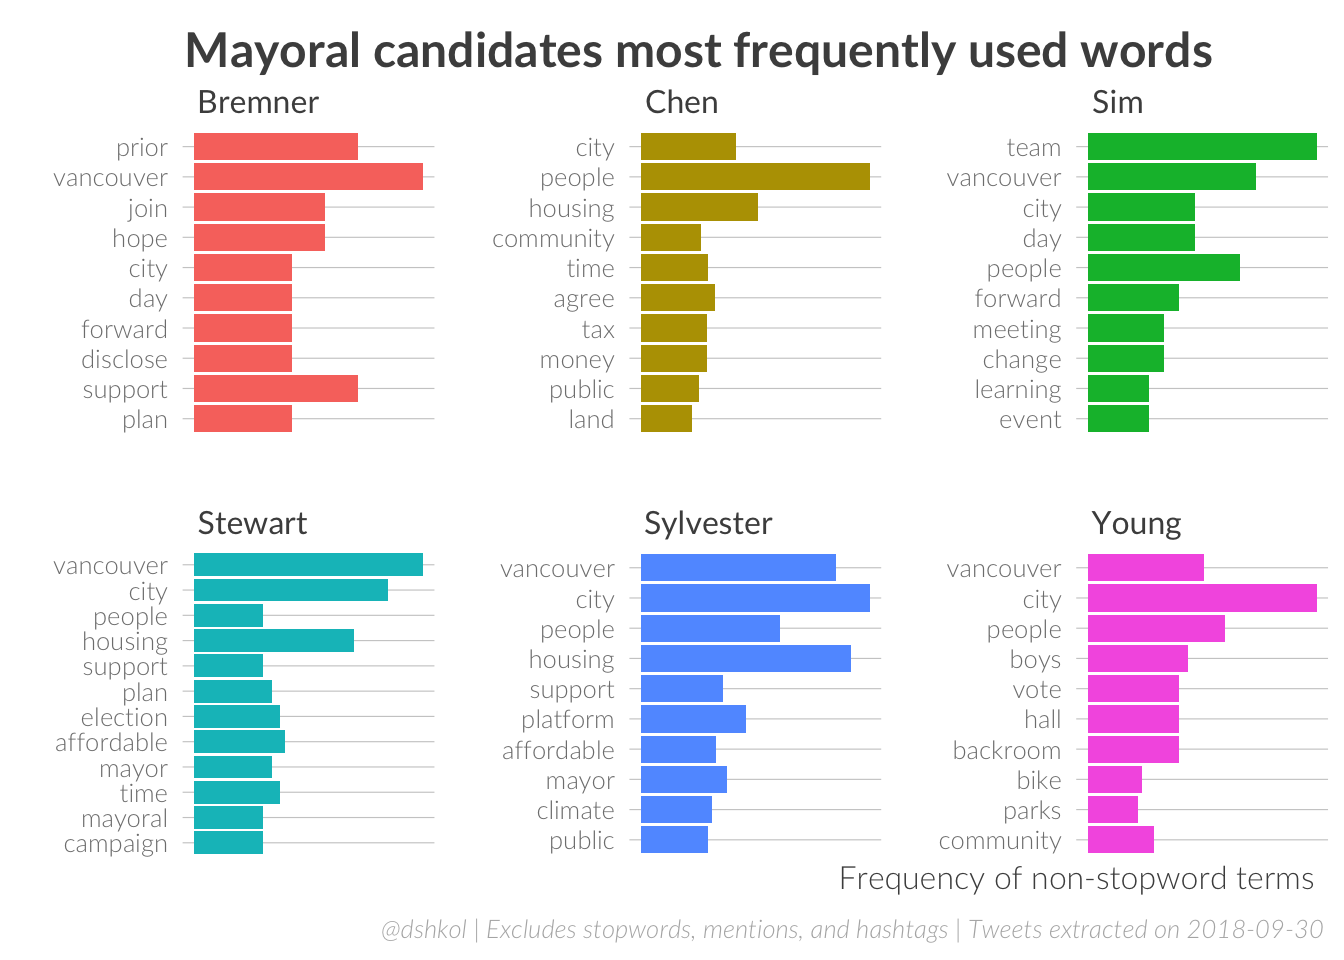 Mayoral candidates most frequently used words
Bremner
prior
vancouver
join
hope
city
day
forward
disclose
support
plan
Chen
city
people
housing
community
time
agree
tax
money
public
land
Sim
team
vancouver
city
day
people
forward
meeting
change
learning
event
Stewart
vancouver
city
people
housing
support
plan
election
affordable
mayor
time
mayoral
campaign
Sylvester
vancouver
city
people
housing
support
platform
affordable
mayor
climate
public
Young
vancouver
city
people
boys
vote
hall
backroom
bike
parks
community
Frequency of non-stopword terms
@dshkol | Excludes stopwords, mentions, and hashtags | Tweets extracted on 2018-09-30